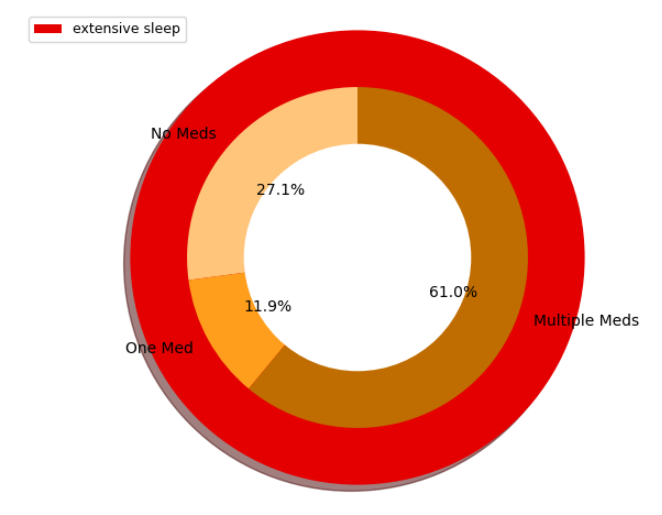 extensive sleep
No Meds
27.1%
11.9%
61.0%
Multiple Meds
One Med